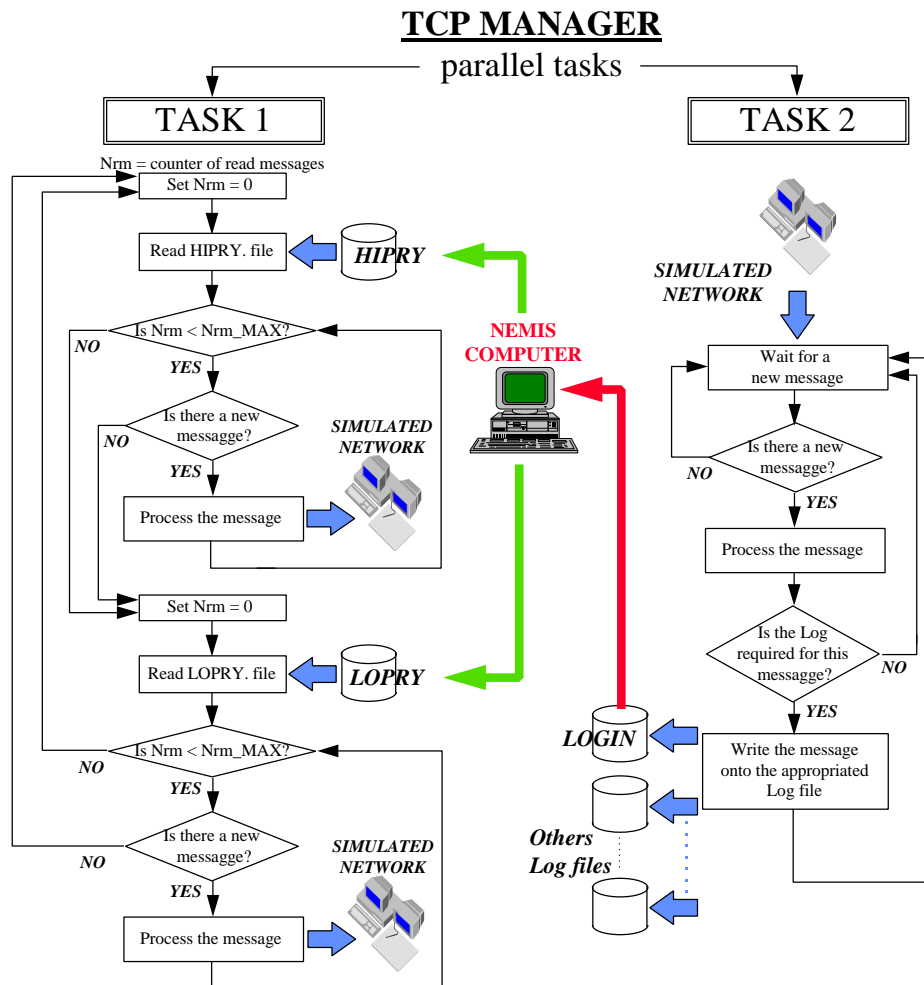 TCP MANAGER
parallel tasks
TASK 1
Nrm = counter of read messages
Set Nrm = 0
Read HIPRY. file
HIPRY
Is Nrm < Nrm_MAX?
NO
YES
Is there a new
messagge?
NO
YES
SIMULATED
NETWORK
Process the message
Set Nrm = 0
Read LOPRY. file
LOPRY
Is Nrm < Nrm_MAX?
NO
YES
Is there a new
messagge?
NO
YES
SIMULATED
NETWORK
Process the message
NEMIS
COMPUTER
TASK 2
SIMULATED
NETWORK
Wait for a
new message
Is there a new
messagge?
NO
YES
Process the message
Is the Log
required for this
messagge?
NO
YES
Write the message
onto the appropriated
Log file
LOGIN
Others
Log files